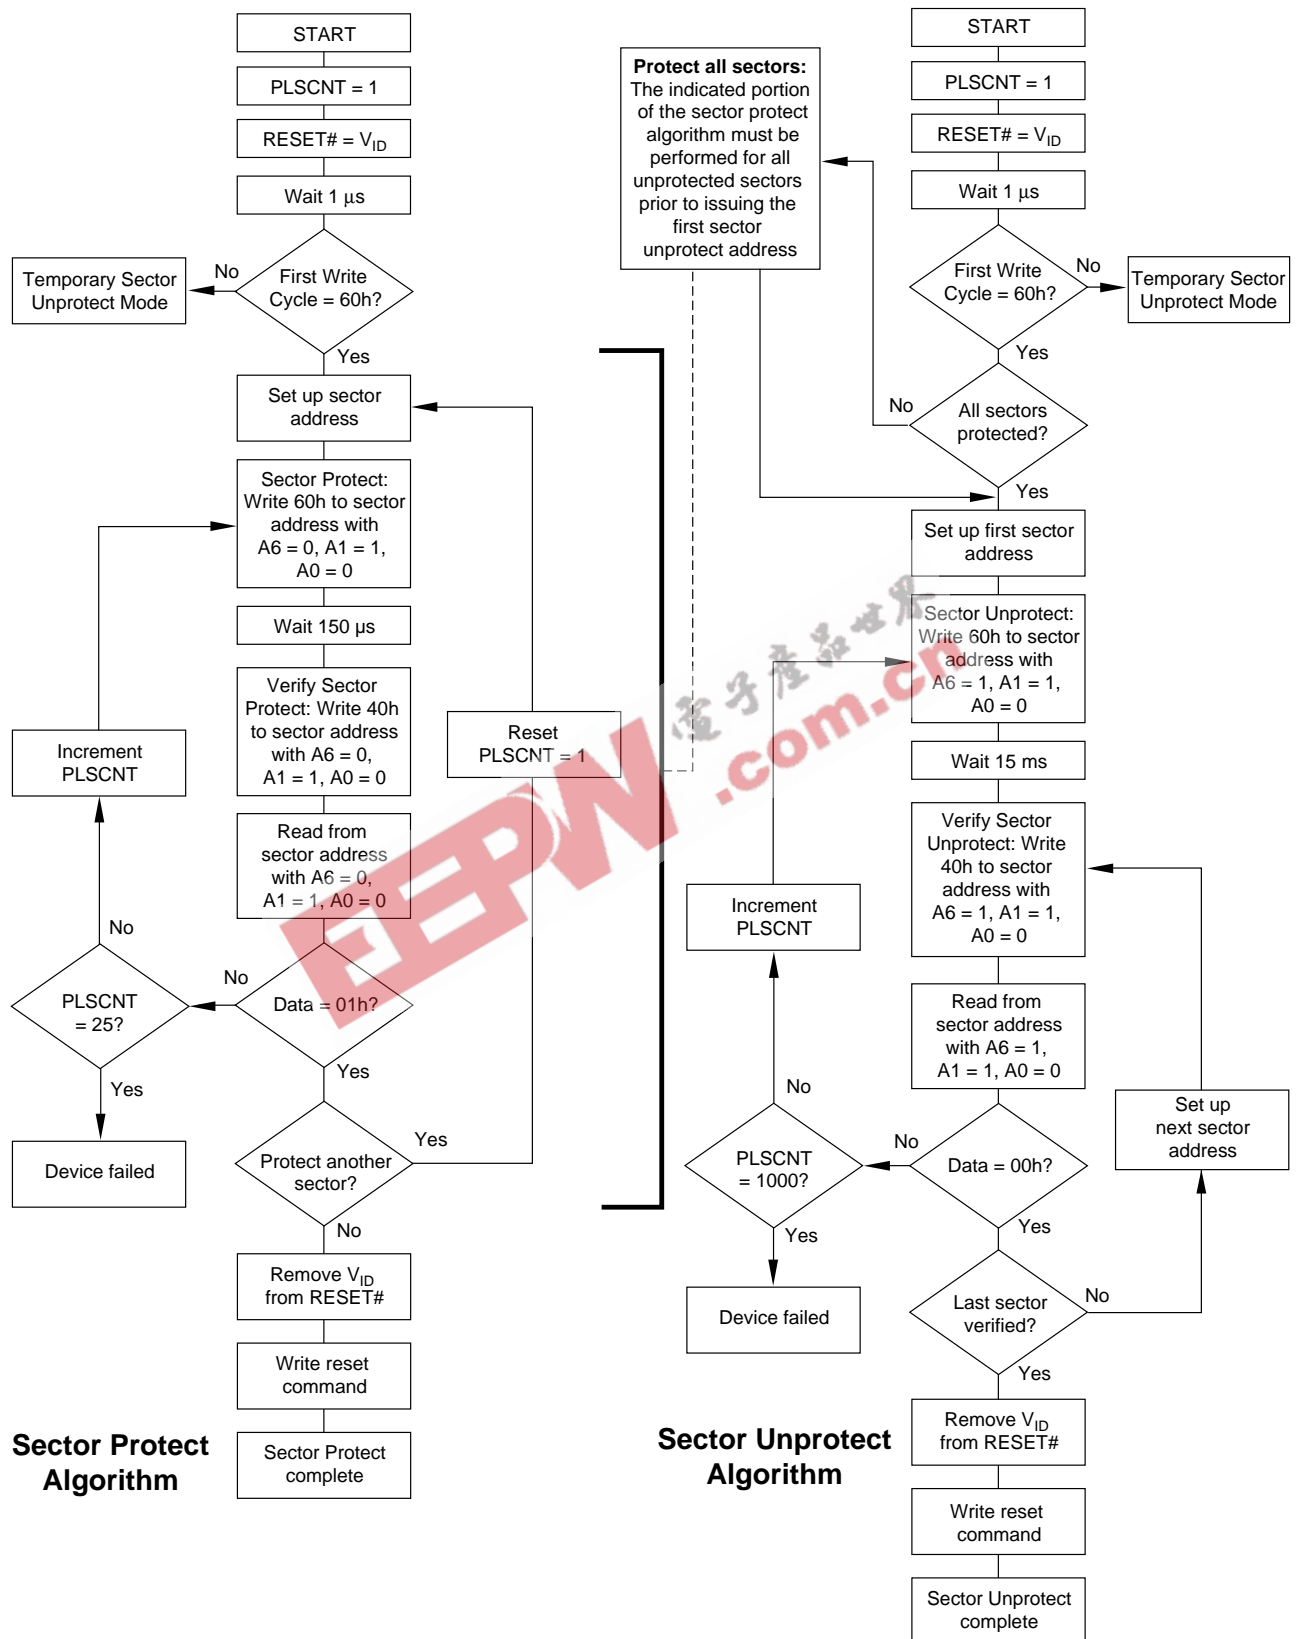 START
PLSCNT = 1
RESET# = VID
Wait 1 μs
First Write
Cycle = 60h?
No
Temporary Sector
Unprotect Mode
Yes
Set up sector
address
Sector Protect:
Write 60h to sector
address with
A6 = 0, A1 = 1,
A0 = 0
Wait 150 µs
Verify Sector
Protect: Write 40h
to sector address
with A6 = 0,
A1 = 1, A0 = 0
Reset
PLSCNT = 1
Increment
PLSCNT
Read from
sector address
with A6 = 0,
A1 = 1, A0 = 0
No
No
PLSCNT
= 25?
Data = 01h?
Yes
Yes
Device failed
Protect another
sector?
Yes
No
Remove VID
from RESET#
Write reset
command
Sector Protect
complete
Sector Protect
Algorithm
Protect all sectors:
The indicated portion
of the sector protect
algorithm must be
performed for all
unprotected sectors
prior to issuing the
first sector
unprotect address
START
PLSCNT = 1
RESET# = VID
Wait 1 μs
First Write
Cycle = 60h?
No
Temporary Sector
Unprotect Mode
Yes
No
All sectors
protected?
Yes
Set up first sector
address
Sector Unprotect:
Write 60h to sector
address with
A6 = 1, A1 = 1,
A0 = 0
Wait 15 ms
Verify Sector
Unprotect: Write
40h to sector
address with
A6 = 1, A1 = 1,
A0 = 0
Increment
PLSCNT
Read from
sector address
with A6 = 1,
A1 = 1, A0 = 0
No
No
PLSCNT
= 1000?
Data = 00h?
Set up
next sector
address
Yes
Yes
Device failed
Last sector
verified?
No
Yes
Remove VID
from RESET#
Write reset
command
Sector Unprotect
complete
Sector Unprotect
Algorithm
EEPW
.com.cn
電子產品世界